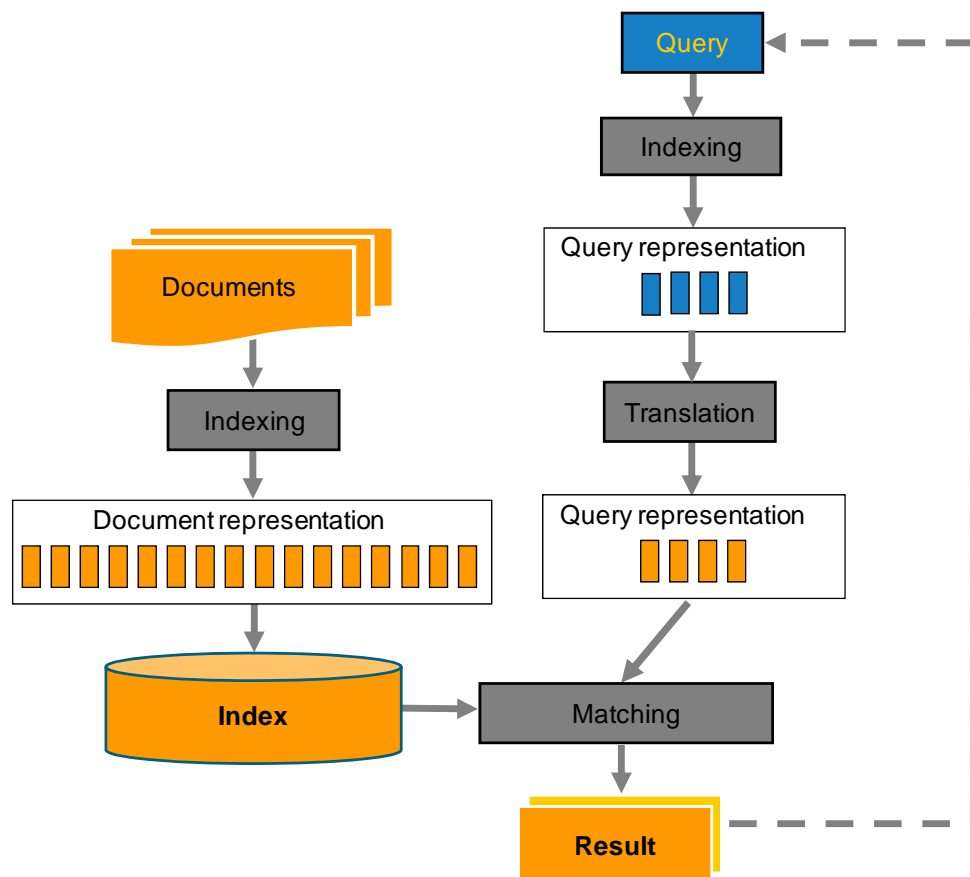 Query
Indexing
Query representation
Documents
Indexing
Translation
Document representation
Query representation
Index
Matching
Result